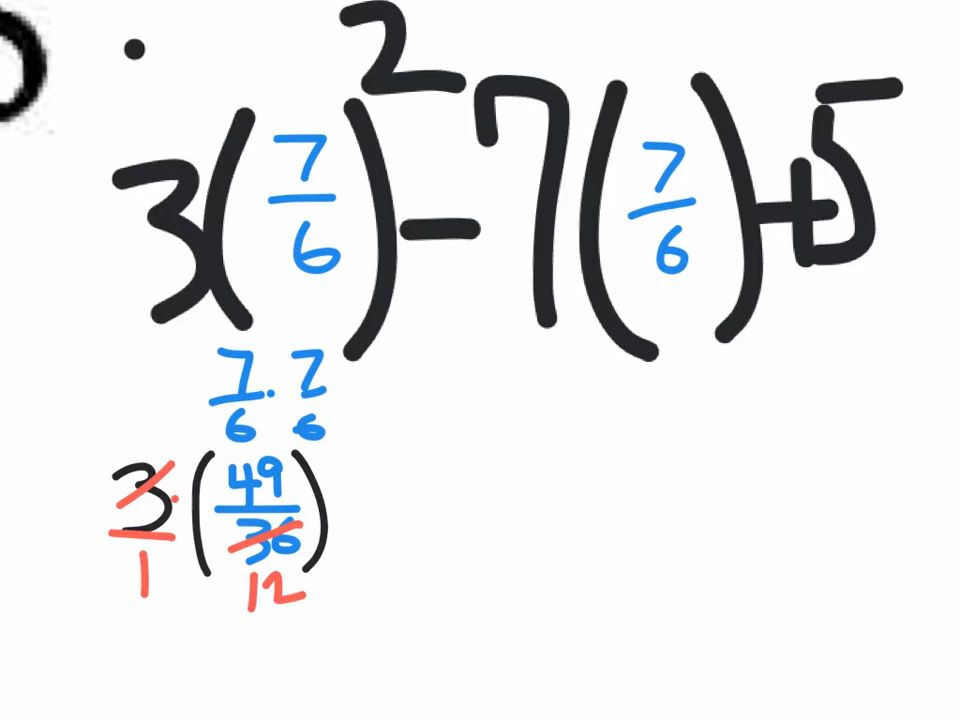 3(7/6)² - 7(7/6) + 5
7/6 · 7/6
3/1 · (49/36)
12